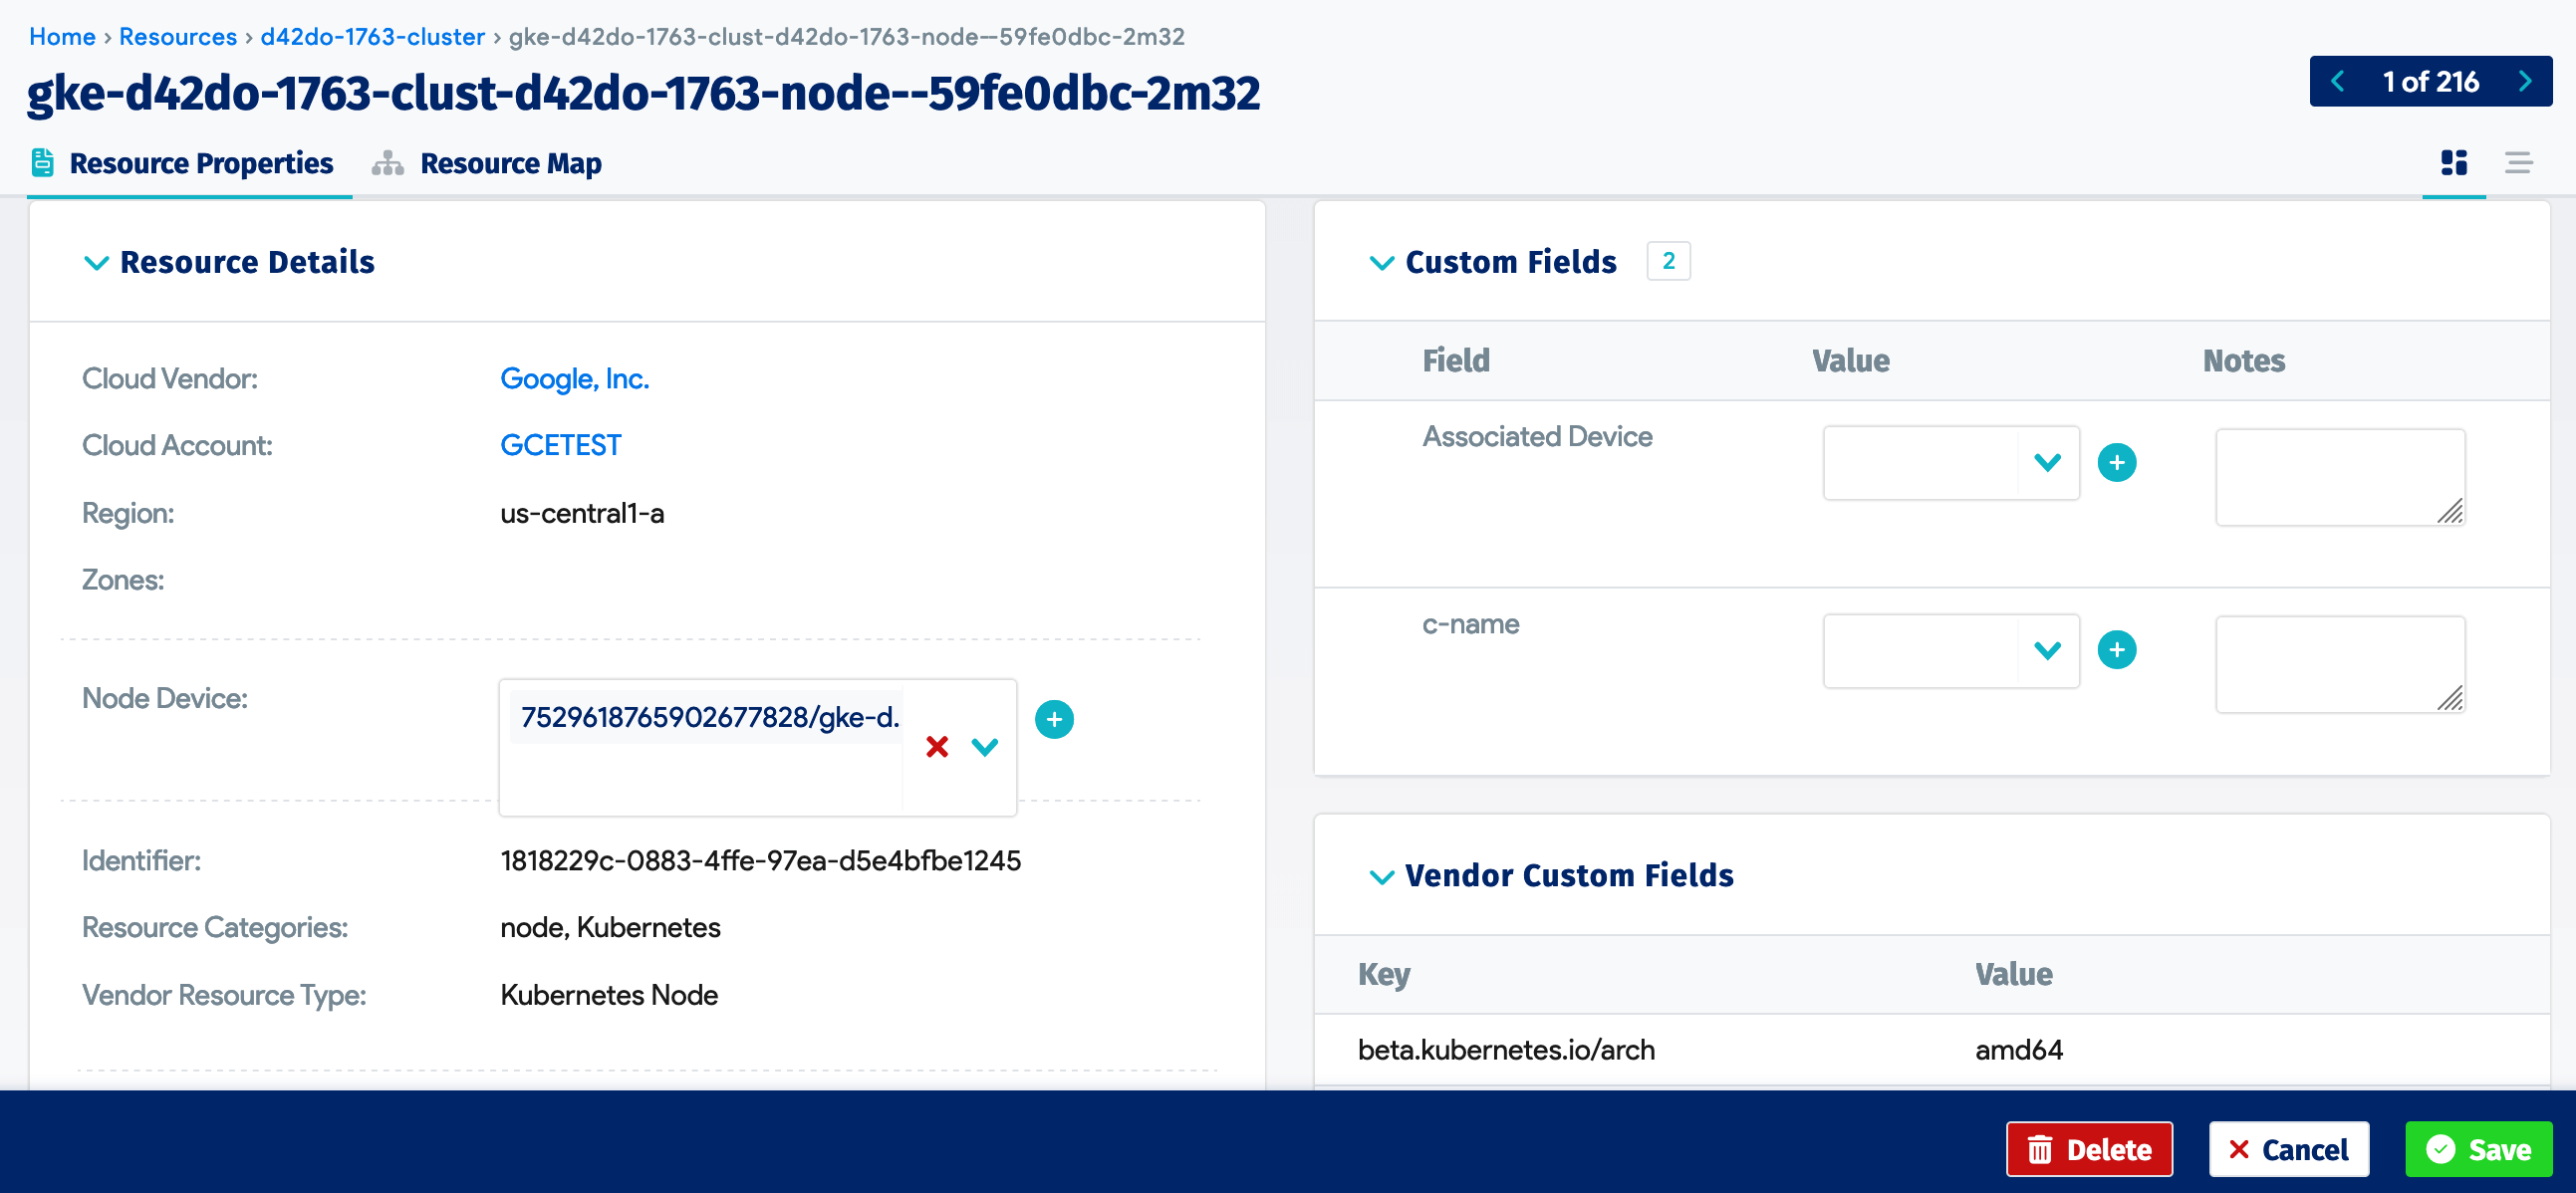 Home › Resources › d42do-1763-cluster › gke-d42do-1763-clust-d42do-1763-node--59fe0dbc-2m32
gke-d42do-1763-clust-d42do-1763-node--59fe0dbc-2m32
1 of 216
Resource Properties
Resource Map
Resource Details
Cloud Vendor: Google, Inc.
Cloud Account: GCETEST
Region: us-central1-a
Zones:
Node Device: 7529618765902677828/gke-d.
Identifier: 1818229c-0883-4ffe-97ea-d5e4bfbe1245
Resource Categories: node, Kubernetes
Vendor Resource Type: Kubernetes Node
Custom Fields 2
Field Value Notes
Associated Device
c-name
Vendor Custom Fields
Key Value
beta.kubernetes.io/arch amd64
Delete
Cancel
Save